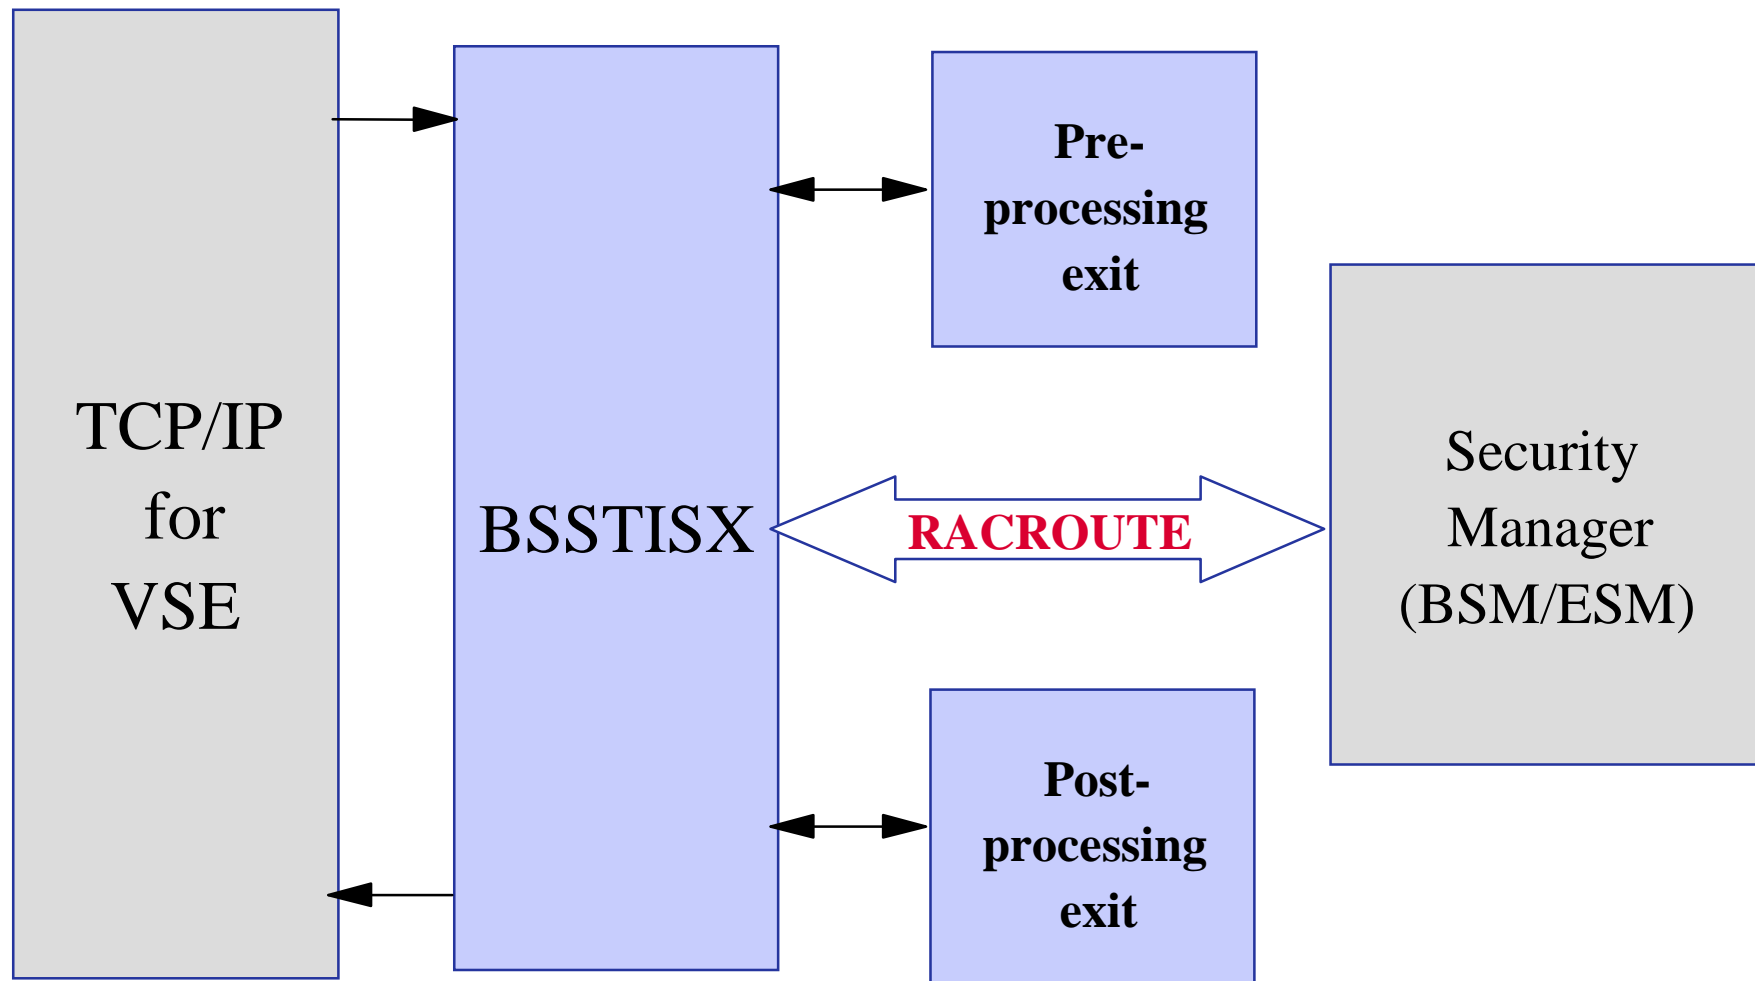 TCP/IP
for
VSE
BSSTISX
Pre-
processing
exit
RACROUTE
Security
Manager
(BSM/ESM)
Post-
processing
exit